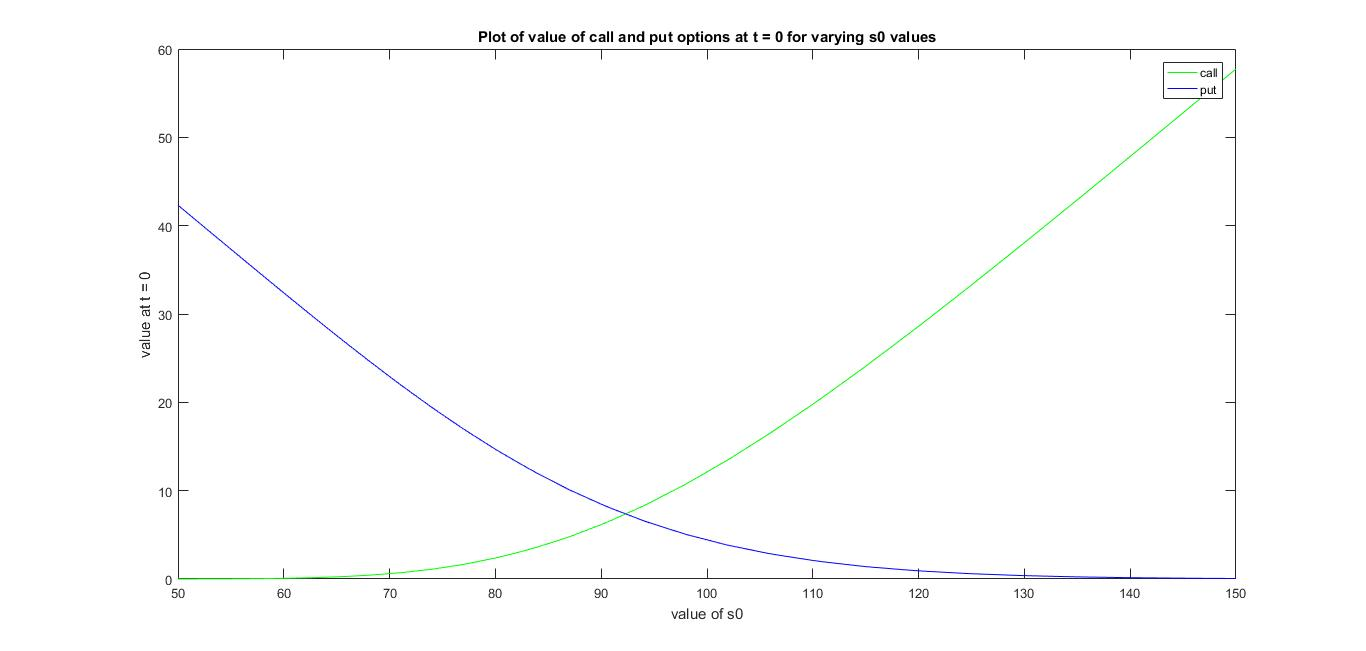 Plot of value of call and put options at t = 0 for varying s0 values
60
call
put
50
40
30
20
10
0
value at t = 0
50 60 70 80 90 100 110 120 130 140 150
value of s0